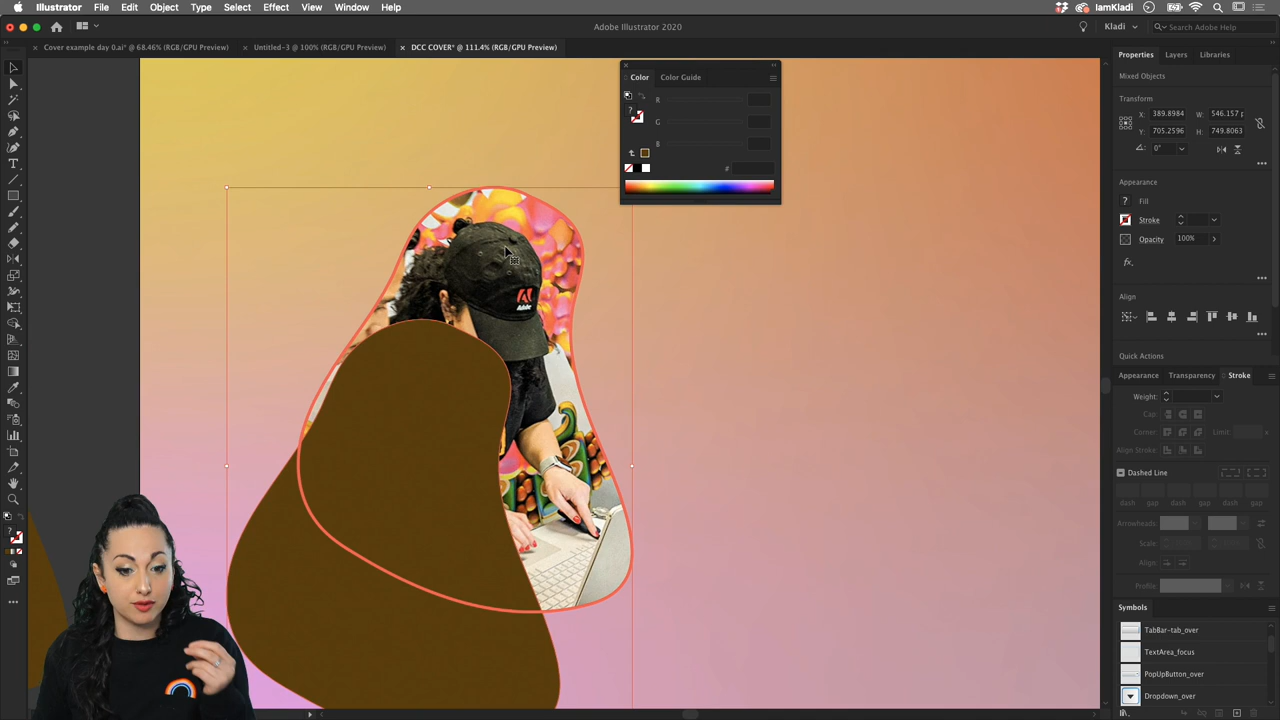 Illustrator File Edit Object Type Select Effect View Window Help
IamKladi
Adobe Illustrator 2020
Kladi
Search Adobe Help
× Cover example day 0.ai* @ 68.46% (RGB/GPU Preview)
× Untitled-3 @ 100% (RGB/GPU Preview)
× DCC COVER* @ 111.4% (RGB/GPU Preview)
Color Color Guide
R
G
B
#
?
Adobe
Properties Layers Libraries
Mixed Objects
Transform
X: 389.8984 W: 546.157 p
Y: 705.2596 H: 749.8063
0°
Appearance
? Fill
Stroke
Opacity 100%
fx.
Align
Quick Actions
Appearance Transparency Stroke
Weight:
Cap:
Corner: Limit: x
Align Stroke:
Dashed Line
dash gap dash gap dash gap
Arrowheads:
Scale:
Align:
Profile:
Symbols
TabBar-tab_over
TextArea_focus
PopUpButton_over
Dropdown_over